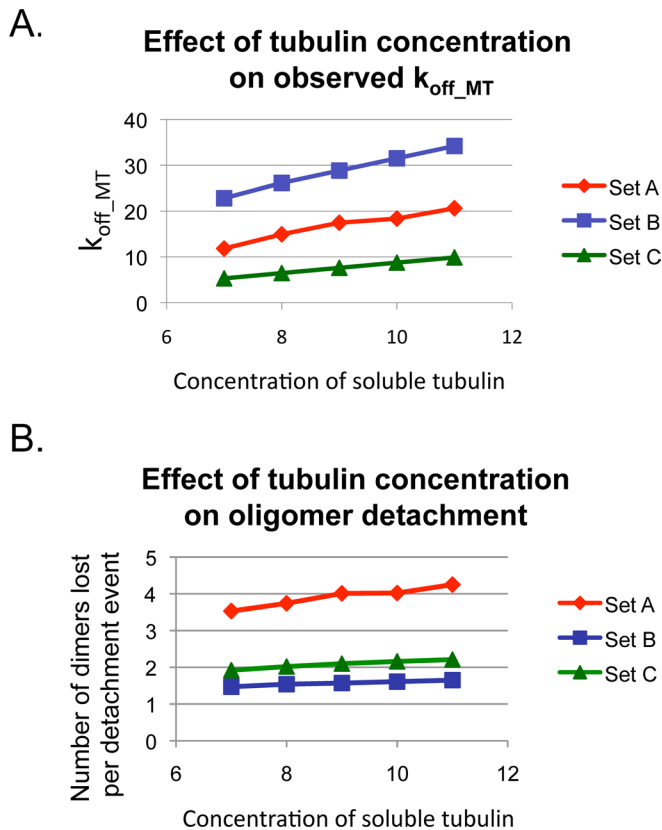 A.
Effect of tubulin concentration
on observed koff_MT
koff_MT
40
30
20
10
0
6
8
10
12
Concentration of soluble tubulin
Set A
Set B
Set C
B.
Effect of tubulin concentration
on oligomer detachment
Number of dimers lost
per detachment event
5
4
3
2
1
0
6
8
10
12
Concentration of soluble tubulin
Set A
Set B
Set C